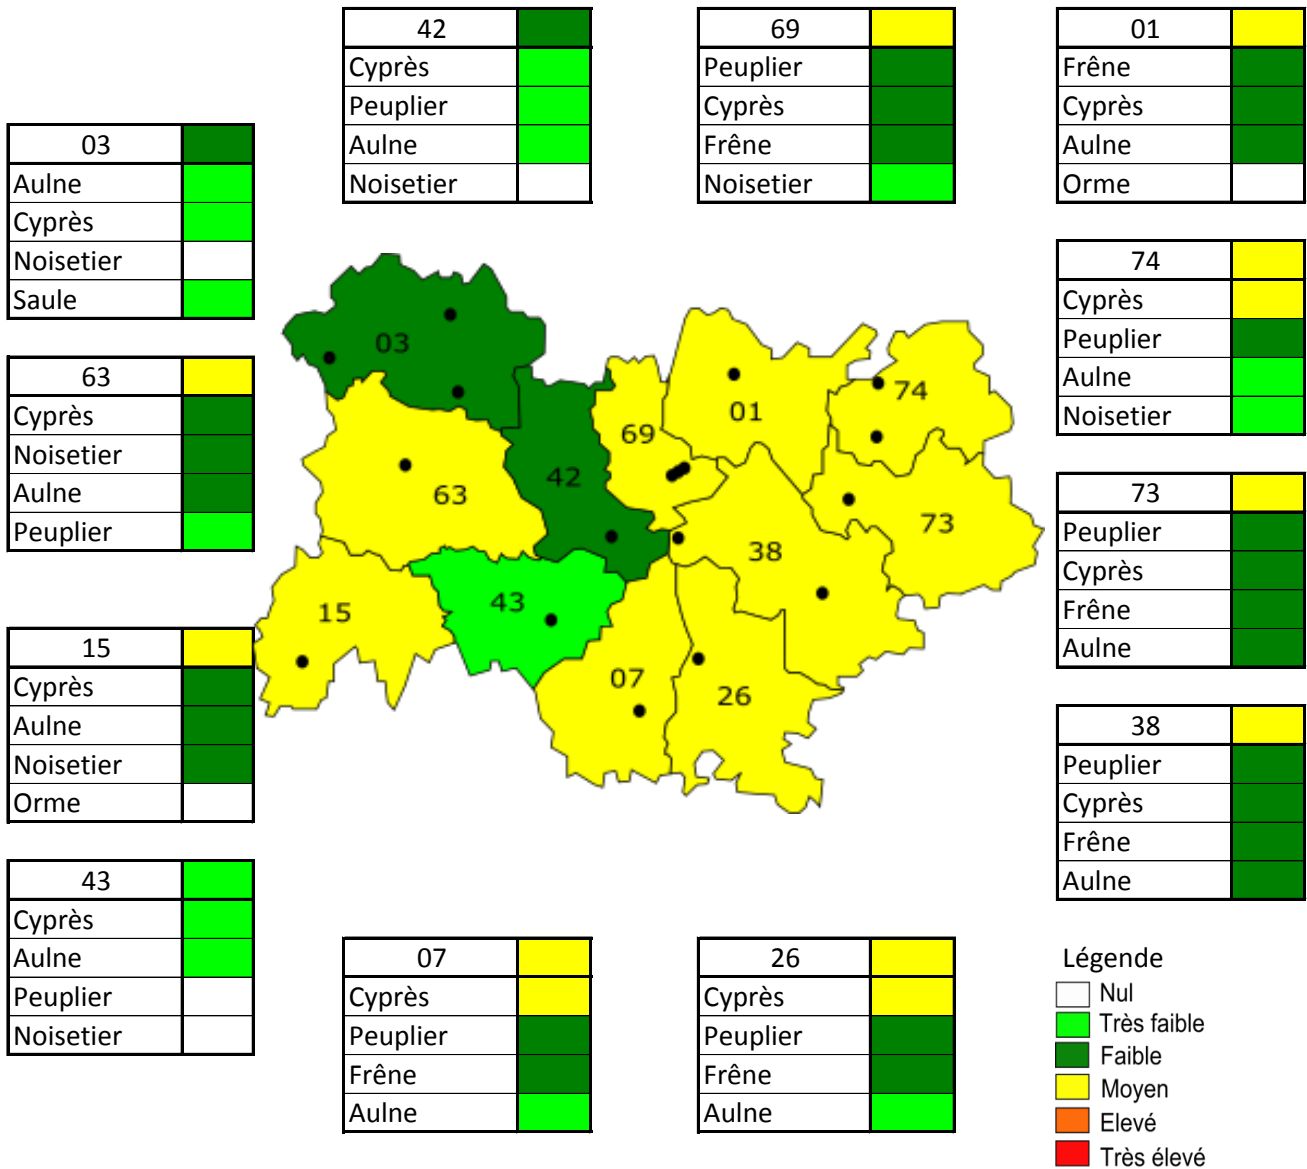 42
Cyprès
Peuplier
Aulne
Noisetier
69
Peuplier
Cyprès
Frêne
Noisetier
01
Frêne
Cyprès
Aulne
Orme
03
Aulne
Cyprès
Noisetier
Saule
74
Cyprès
Peuplier
Aulne
Noisetier
63
Cyprès
Noisetier
Aulne
Peuplier
03
74
01
69
42
63
73
38
43
15
07
26
73
Peuplier
Cyprès
Frêne
Aulne
15
Cyprès
Aulne
Noisetier
Orme
38
Peuplier
Cyprès
Frêne
Aulne
43
Cyprès
Aulne
Peuplier
Noisetier
07
Cyprès
Peuplier
Frêne
Aulne
26
Cyprès
Peuplier
Frêne
Aulne
Légende
Nul
Très faible
Faible
Moyen
Elevé
Très élevé